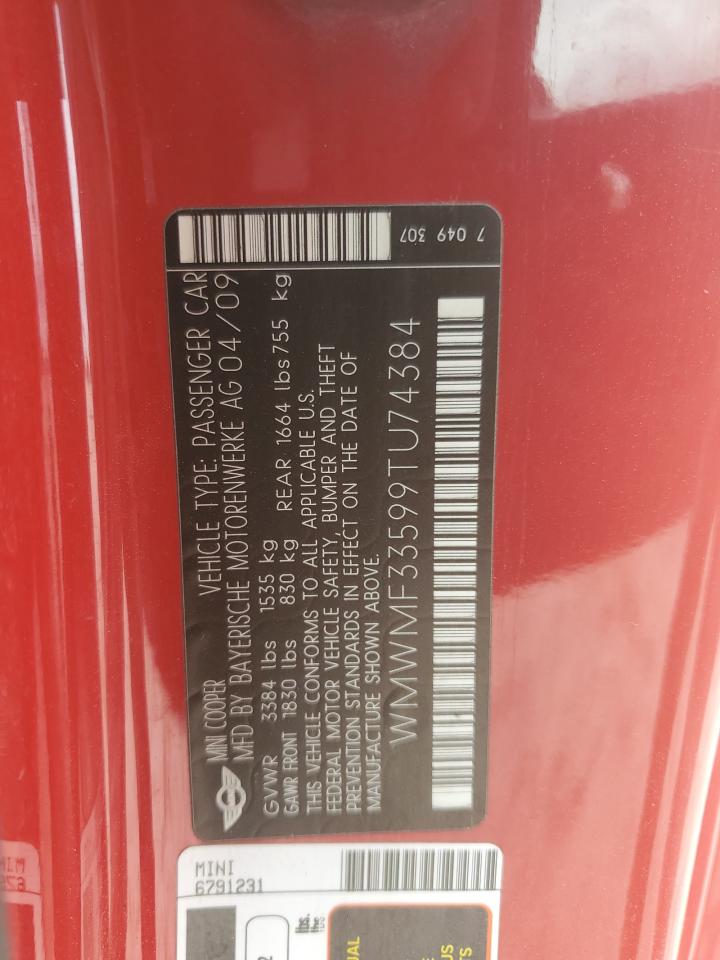 7 049 307
MINI COOPER VEHICLE TYPE: PASSENGER CAR
MFD BY BAYERISCHE MOTORENWERKE AG 04/09
GVWR 3384 lbs 1535 kg
GAWR FRONT 1830 lbs 830 kg REAR 1664 lbs 755 kg
THIS VEHICLE CONFORMS TO ALL APPLICABLE U.S.
FEDERAL MOTOR VEHICLE SAFETY, BUMPER AND THEFT
PREVENTION STANDARDS IN EFFECT ON THE DATE OF
MANUFACTURE SHOWN ABOVE.
WMWMF33599TU74384
MINI
6791231